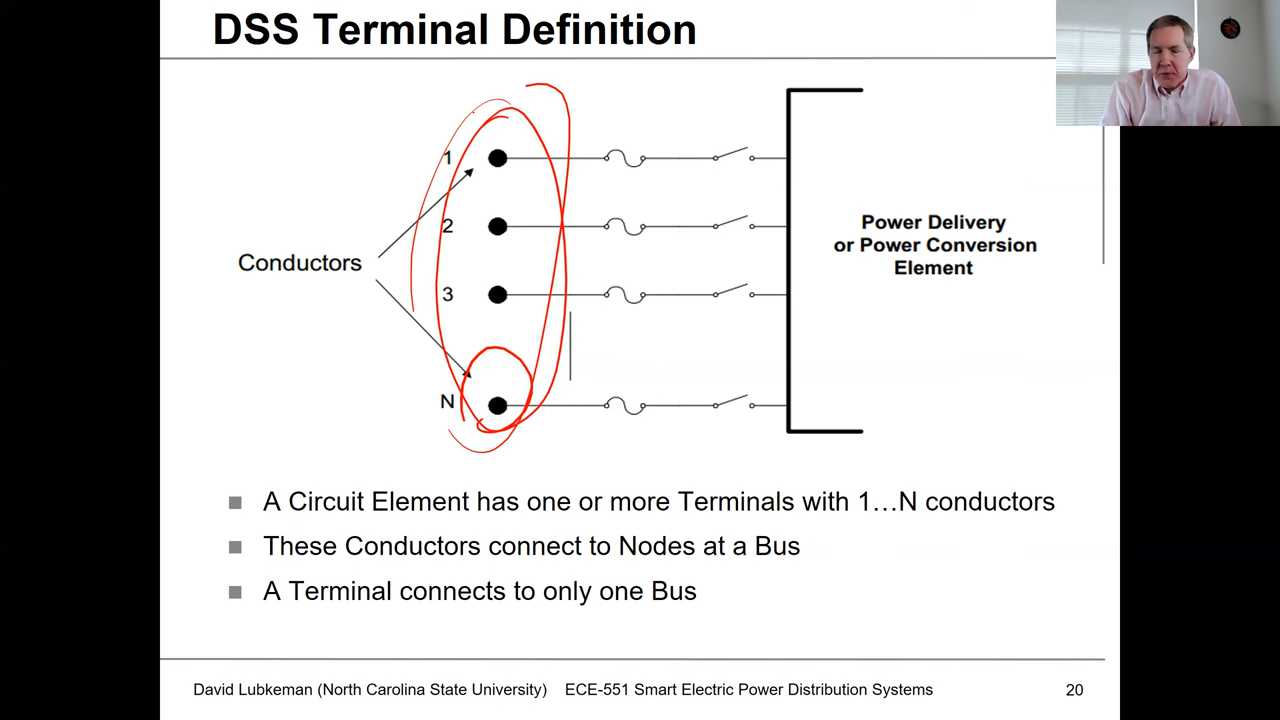 DSS Terminal Definition
1
2
Conductors
3
N
Power Delivery
or Power Conversion
Element
A Circuit Element has one or more Terminals with 1…N conductors
These Conductors connect to Nodes at a Bus
A Terminal connects to only one Bus
David Lubkeman (North Carolina State University) ECE-551 Smart Electric Power Distribution Systems 20